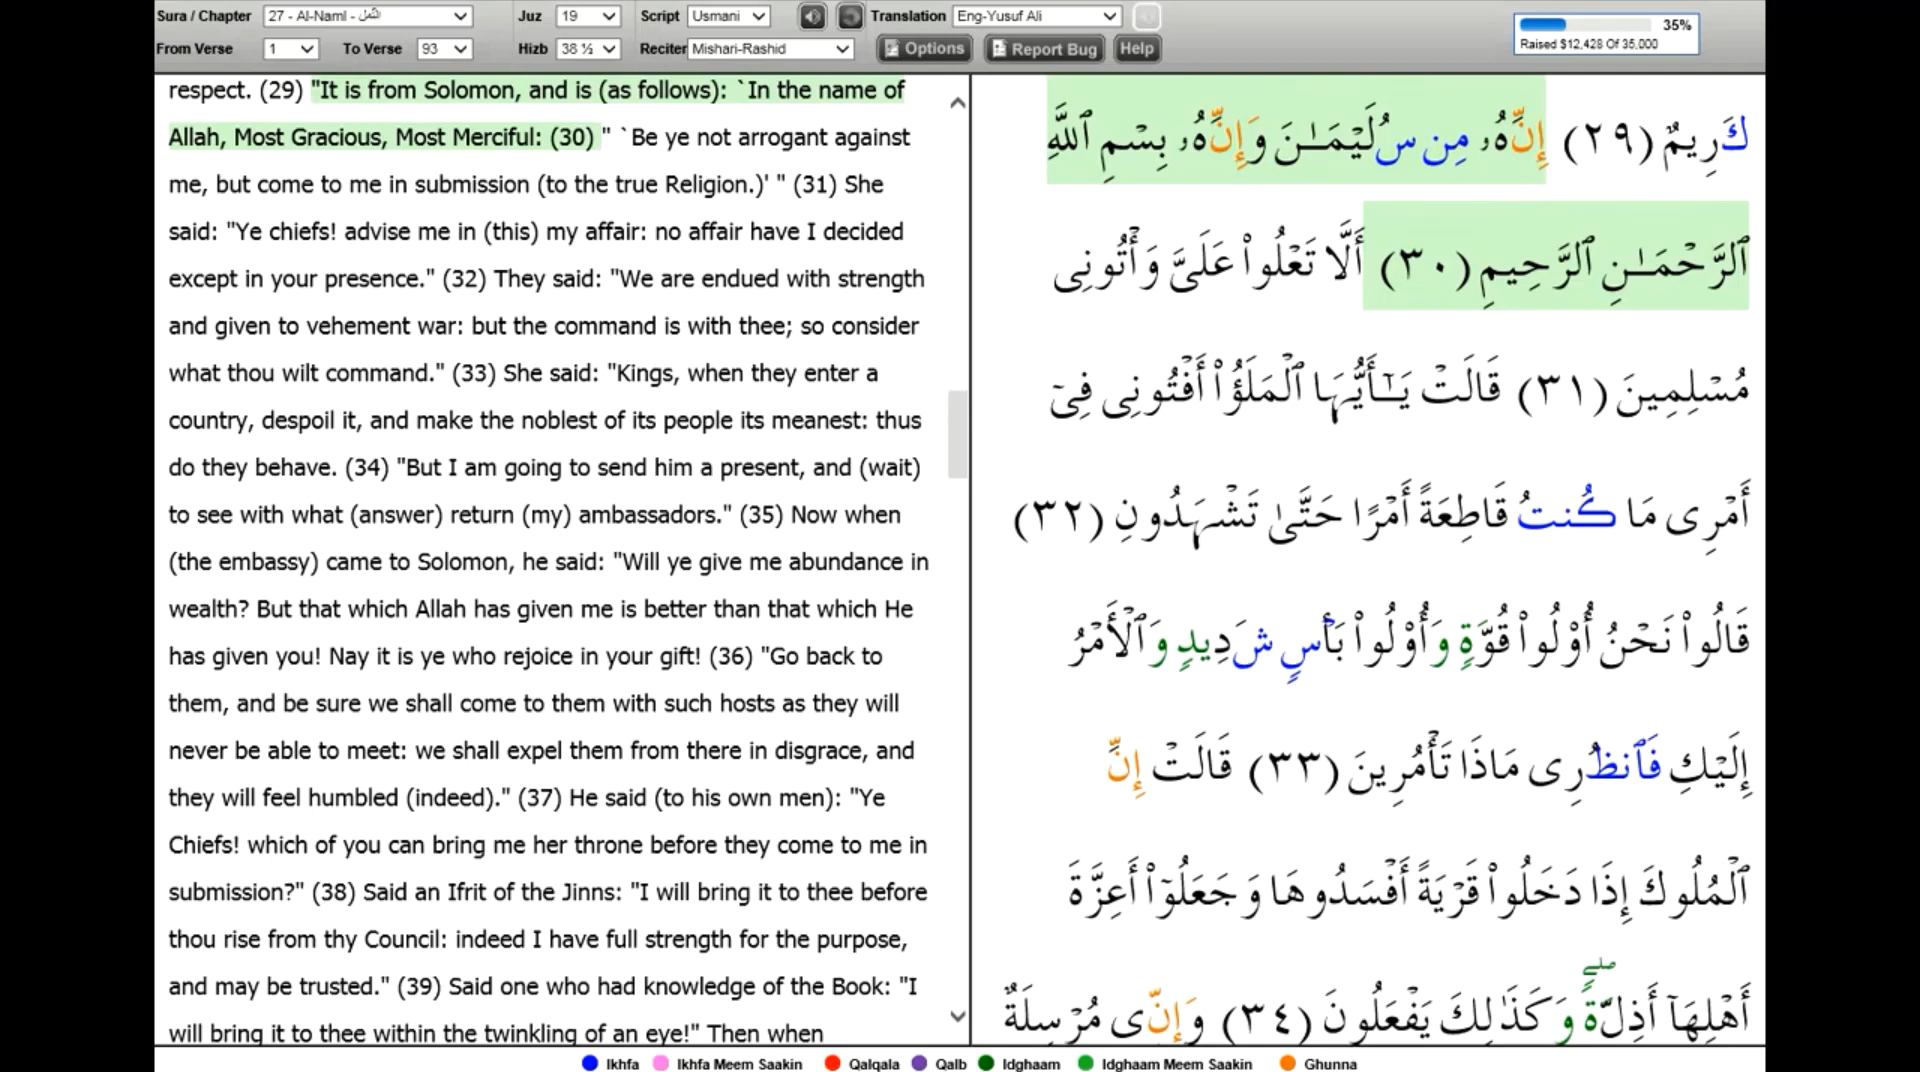 Sura / Chapter 27 - Al-Naml - النَّمل Juz 19 Script Usmani Translation Eng-Yusuf Ali
From Verse 1 To Verse 93 Hizb 38 ½ Reciter Mishari-Rashid Options Report Bug Help
35%
Raised $12,428 Of 35,000
respect. (29) "It is from Solomon, and is (as follows): `In the name of
Allah, Most Gracious, Most Merciful: (30) " `Be ye not arrogant against
me, but come to me in submission (to the true Religion.)' " (31) She
said: "Ye chiefs! advise me in (this) my affair: no affair have I decided
except in your presence." (32) They said: "We are endued with strength
and given to vehement war: but the command is with thee; so consider
what thou wilt command." (33) She said: "Kings, when they enter a
country, despoil it, and make the noblest of its people its meanest: thus
do they behave. (34) "But I am going to send him a present, and (wait)
to see with what (answer) return (my) ambassadors." (35) Now when
(the embassy) came to Solomon, he said: "Will ye give me abundance in
wealth? But that which Allah has given me is better than that which He
has given you! Nay it is ye who rejoice in your gift! (36) "Go back to
them, and be sure we shall come to them with such hosts as they will
never be able to meet: we shall expel them from there in disgrace, and
they will feel humbled (indeed)." (37) He said (to his own men): "Ye
Chiefs! which of you can bring me her throne before they come to me in
submission?" (38) Said an Ifrit of the Jinns: "I will bring it to thee before
thou rise from thy Council: indeed I have full strength for the purpose,
and may be trusted." (39) Said one who had knowledge of the Book: "I
will bring it to thee within the twinkling of an eye!" Then when
كَرِيمٌ (٢٩) إِنَّهُۥ مِن سُلَيْمَـٰنَ وَإِنَّهُۥ بِسْمِ ٱللَّهِ
ٱلرَّحْمَـٰنِ ٱلرَّحِيمِ (٣٠) أَلَّا تَعْلُوا۟ عَلَىَّ وَأْتُونِى
مُسْلِمِينَ (٣١) قَالَتْ يَـٰٓأَيُّهَا ٱلْمَلَؤُا۟ أَفْتُونِى فِىٓ
أَمْرِى مَا كُنتُ قَاطِعَةً أَمْرًا حَتَّىٰ تَشْهَدُونِ (٣٢)
قَالُوا۟ نَحْنُ أُو۟لُوا۟ قُوَّةٍ وَأُو۟لُوا۟ بَأْسٍ شَدِيدٍ وَٱلْأَمْرُ
إِلَيْكِ فَٱنظُرِى مَاذَا تَأْمُرِينَ (٣٣) قَالَتْ إِنَّ
ٱلْمُلُوكَ إِذَا دَخَلُوا۟ قَرْيَةً أَفْسَدُوهَا وَجَعَلُوٓا۟ أَعِزَّةَ
أَهْلِهَآ أَذِلَّةً ۖ وَكَذَٰلِكَ يَفْعَلُونَ (٣٤) وَإِنِّى مُرْسِلَةٌ
Ikhfa Ikhfa Meem Saakin Qalqala Qalb Idghaam Idghaam Meem Saakin Ghunna